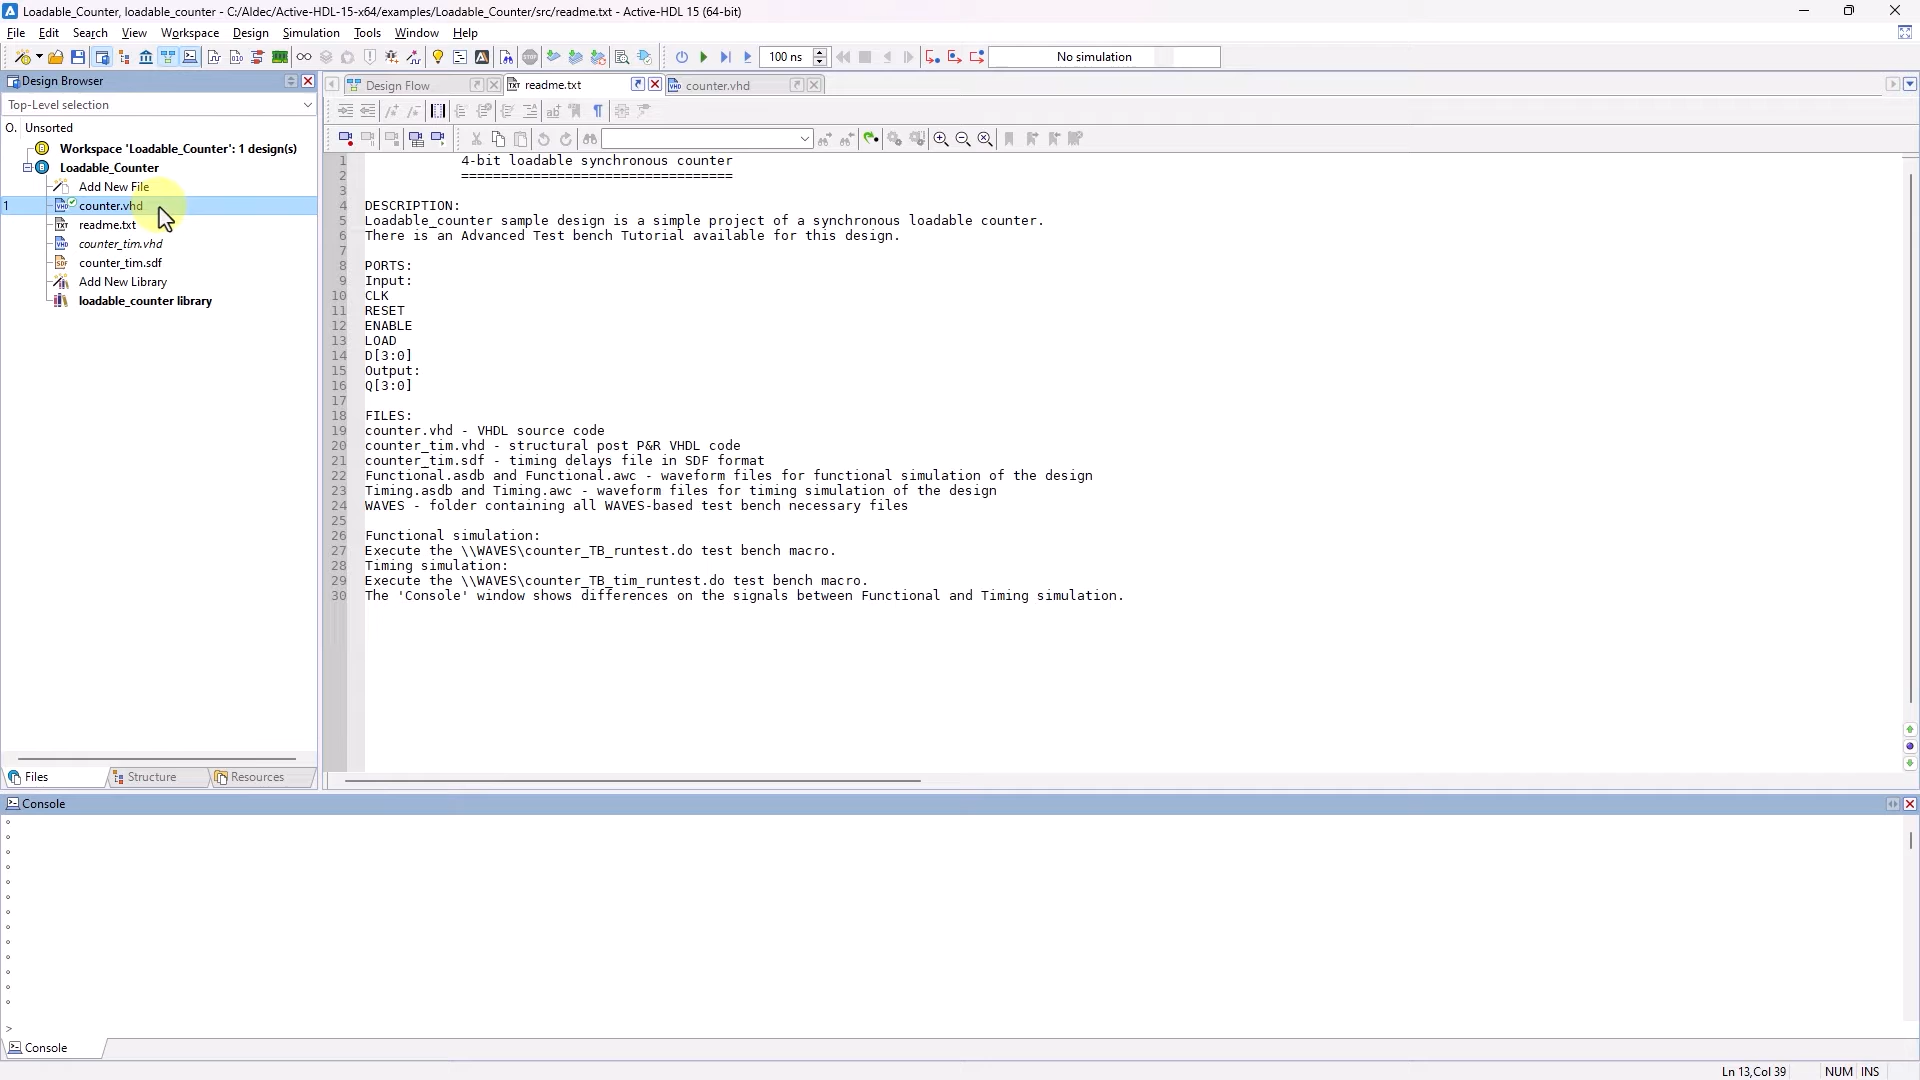 Loadable_Counter, loadable_counter - C:/Aldec/Active-HDL-15-x64/examples/Loadable_Counter/src/readme.txt - Active-HDL 15 (64-bit)
File Edit Search View Workspace Design Simulation Tools Window Help
100 ns
No simulation
Design Browser
Top-Level selection
O. Unsorted
Workspace 'Loadable_Counter': 1 design(s)
Loadable_Counter
Add New File
1 counter.vhd
readme.txt
counter_tim.vhd
counter_tim.sdf
Add New Library
loadable_counter library
Files Structure Resources
Design Flow readme.txt counter.vhd
1 4-bit loadable synchronous counter
2 ==================================
3
4 DESCRIPTION:
5 Loadable_counter sample design is a simple project of a synchronous loadable counter.
6 There is an Advanced Test bench Tutorial available for this design.
7
8 PORTS:
9 Input:
10 CLK
11 RESET
12 ENABLE
13 LOAD
14 D[3:0]
15 Output:
16 Q[3:0]
17
18 FILES:
19 counter.vhd - VHDL source code
20 counter_tim.vhd - structural post P&R VHDL code
21 counter_tim.sdf - timing delays file in SDF format
22 Functional.asdb and Functional.awc - waveform files for functional simulation of the design
23 Timing.asdb and Timing.awc - waveform files for timing simulation of the design
24 WAVES - folder containing all WAVES-based test bench necessary files
25
26 Functional simulation:
27 Execute the \\WAVES\counter_TB_runtest.do test bench macro.
28 Timing simulation:
29 Execute the \\WAVES\counter_TB_tim_runtest.do test bench macro.
30 The 'Console' window shows differences on the signals between Functional and Timing simulation.
Console
>
Console
Ln 13,Col 39 NUM INS